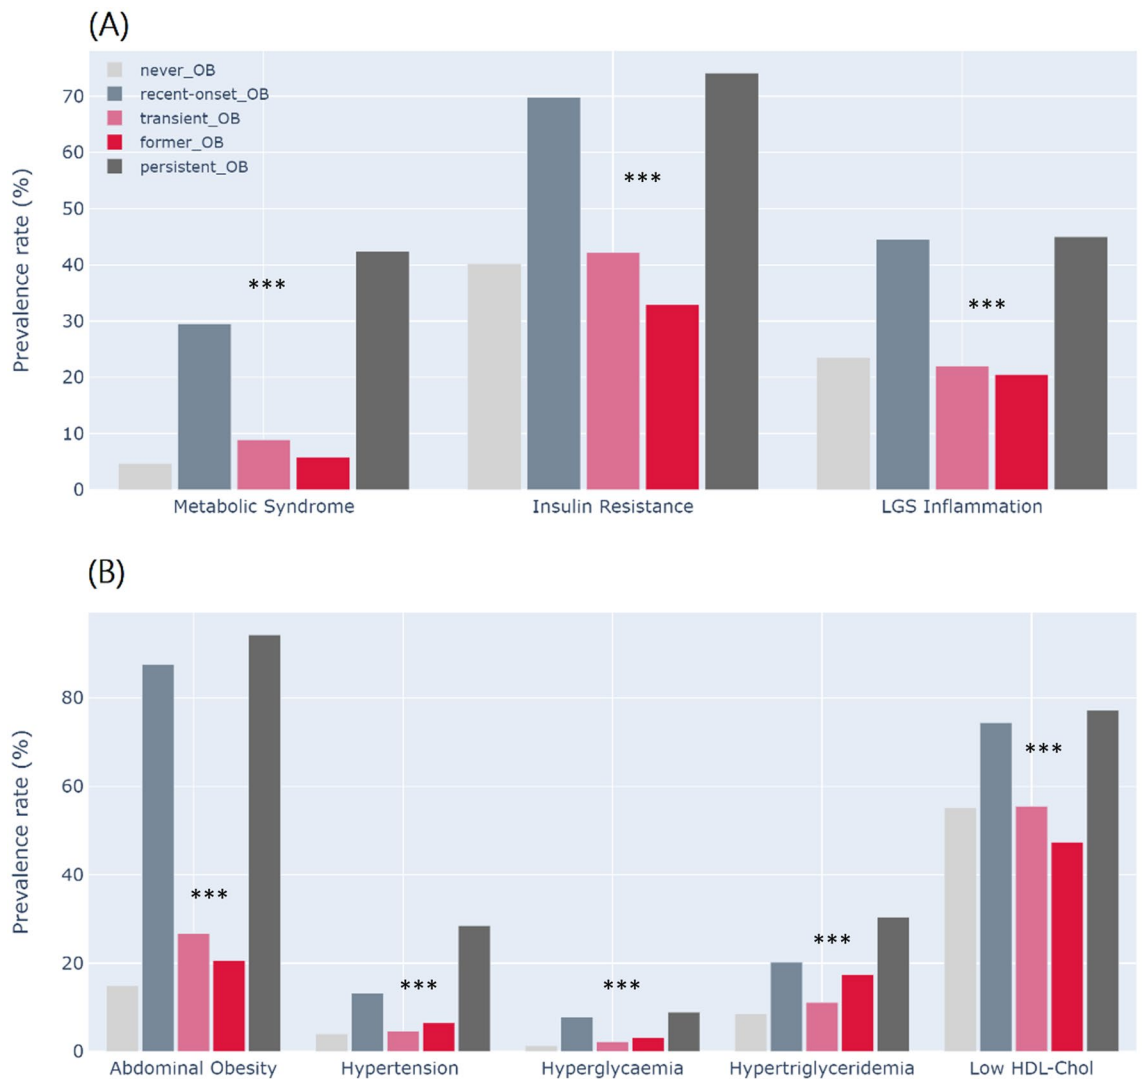 (A)
never_OB
recent-onset_OB
transient_OB
former_OB
persistent_OB
Prevalence rate (%)
70
60
50
40
30
20
10
0
***
***
***
Metabolic Syndrome
Insulin Resistance
LGS Inflammation
(B)
Prevalence rate (%)
80
60
40
20
0
***
***
***
***
***
Abdominal Obesity
Hypertension
Hyperglycaemia
Hypertriglyceridemia
Low HDL-Chol